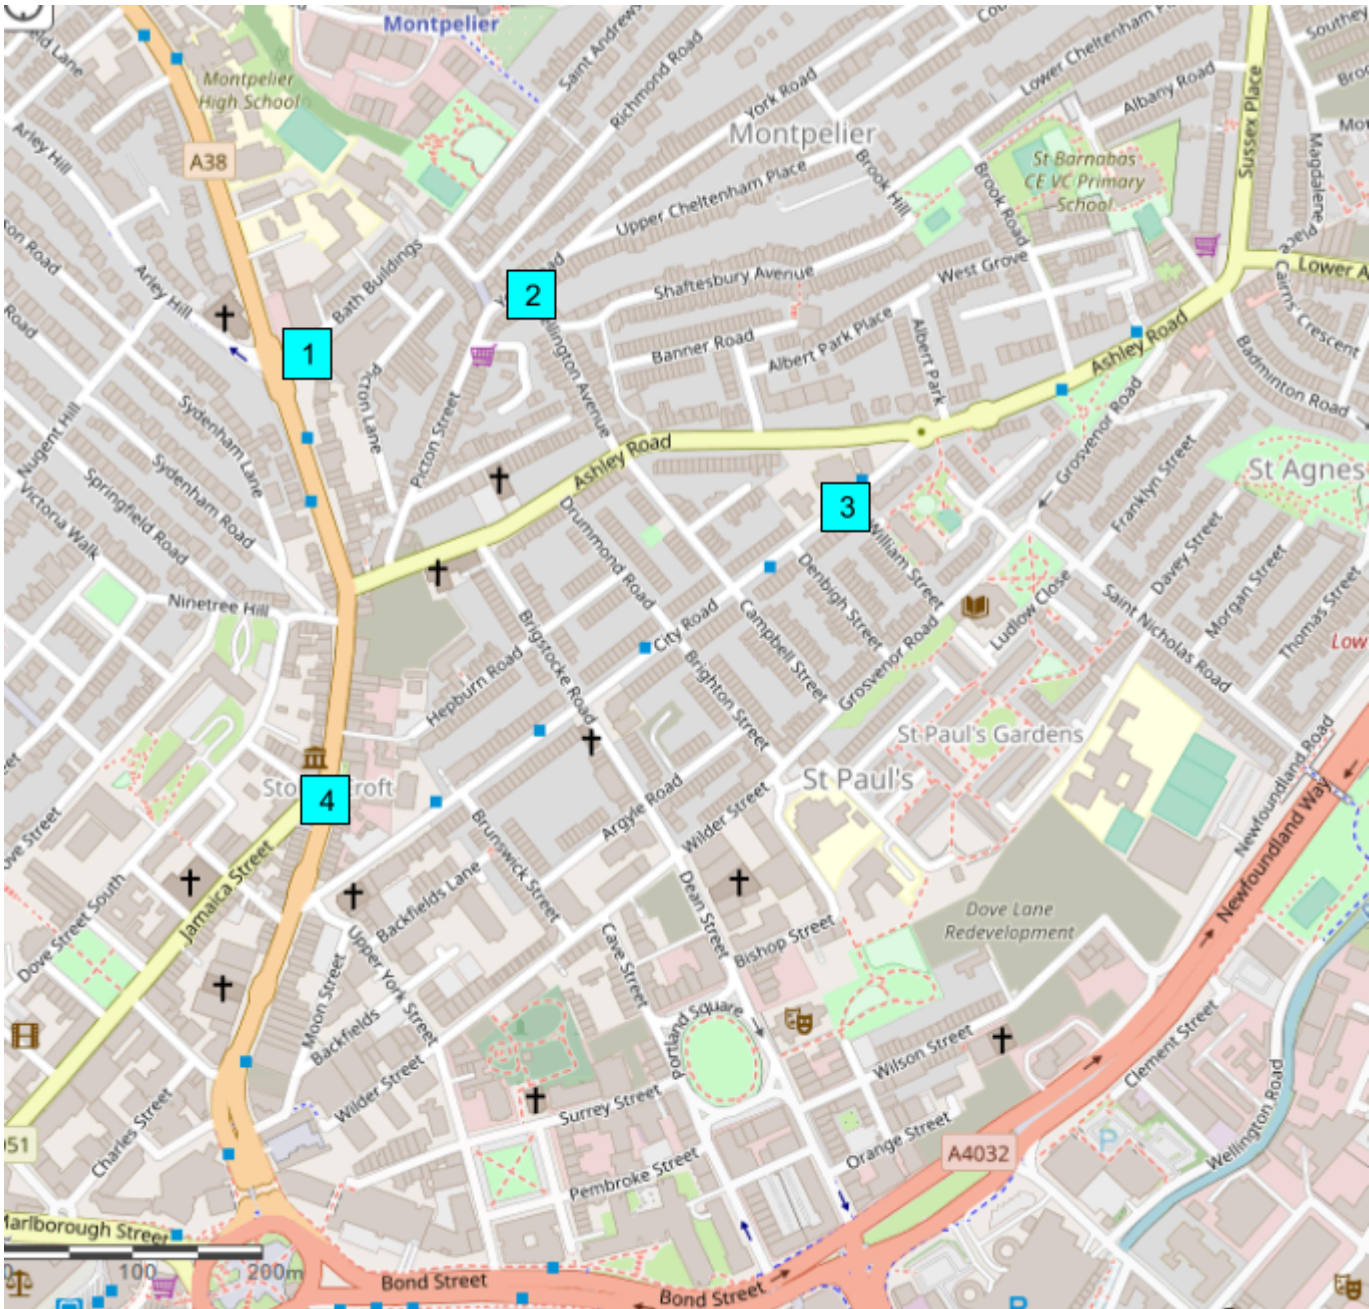 Montpelier
Saint Andrew's
Richmond Road
York Road
Lower Cheltenham
Southey
Montpelier
High School
Arley Hill
A38
Montpelier
Albany Road
Sussex Place
Magdalene
Place
Brook Hill
Brook Road
St Barnabas
CE VC Primary
School
Upper Cheltenham Place
Bath Buildings
Shaftesbury Avenue
West Grove
Lower A
Cairns Crescent
Arley Hill
2
1
Banner Road
Albert Park Place
Albert Park
Ashley Road
Badminton Road
Picton Lane
Picton Street
Nugent Hill
Sydenham Lane
Sydenham Road
Springfield Road
Victoria Walk
Ashley Road
Grosvenor Road
Franklyn Street
St Agnes
3
Drummond Road
William Street
Denbigh Street
Davey Street
Morgan Street
Thomas Street
Ninetree Hill
Brigstocke Road
City Road
Campbell Street
Ludlow Close
Saint Nicholas Road
Low
Hepburn Road
Brighton Street
Grosvenor Road
St Paul's Gardens
Newfoundland Road
Newfoundland Way
4
St Paul's
Argyle Road
Wilder Street
Brunswick Street
Jamaica Street
Dove Street South
Backfields Lane
Dean Street
Dove Lane
Redevelopment
Upper York Street
Moon Street
Backfields
Cave Street
Bishop Street
Portland Square
Wilson Street
Clement Street
Wellington Road
Wilder Street
Charles Street
Surrey Street
Orange Street
A4032
P
Pembroke Street
Marlborough Street
100
200m
Bond Street
Bond Street